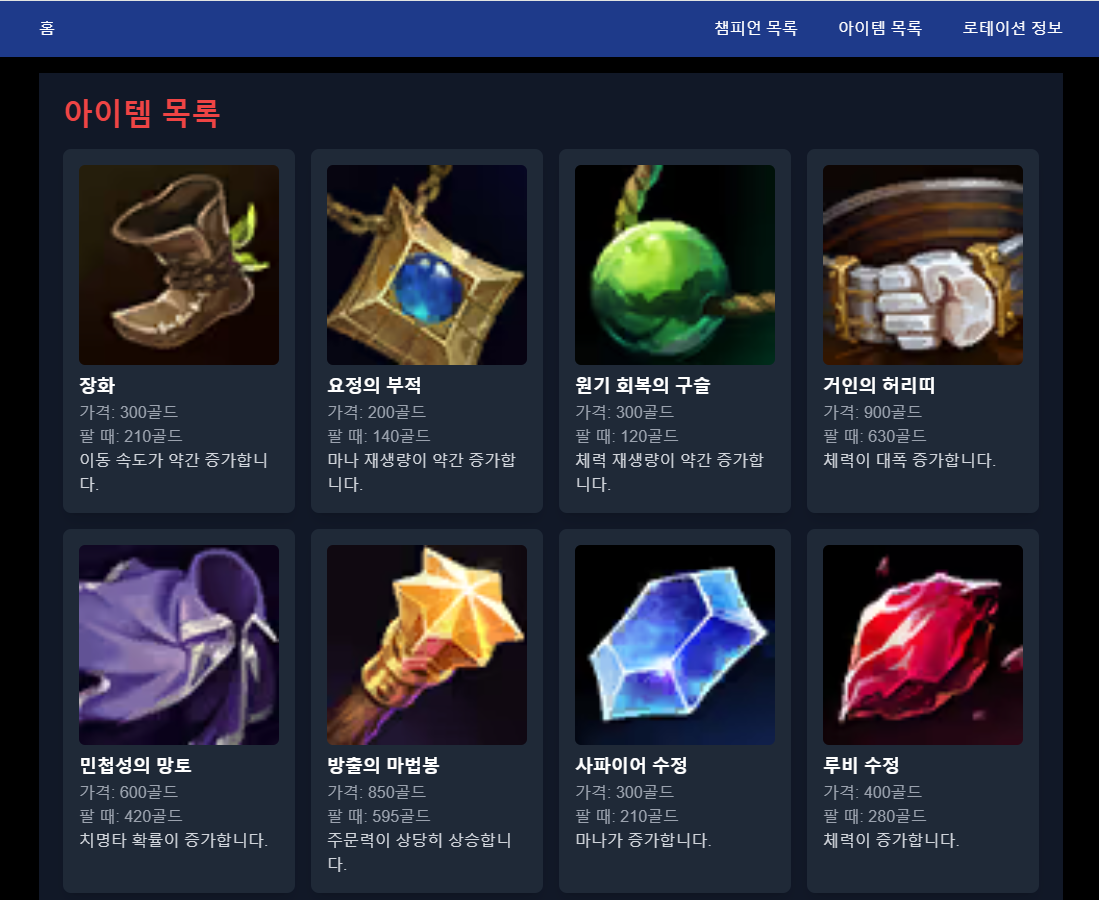 홈
챔피언 목록
아이템 목록
로테이션 정보
아이템 목록
장화
가격: 300골드
팔 때: 210골드
이동 속도가 약간 증가합니
다.
요정의 부적
가격: 200골드
팔 때: 140골드
마나 재생량이 약간 증가합
니다.
원기 회복의 구슬
가격: 300골드
팔 때: 120골드
체력 재생량이 약간 증가합
니다.
거인의 허리띠
가격: 900골드
팔 때: 630골드
체력이 대폭 증가합니다.
민첩성의 망토
가격: 600골드
팔 때: 420골드
치명타 확률이 증가합니다.
방출의 마법봉
가격: 850골드
팔 때: 595골드
주문력이 상당히 상승합니
다.
사파이어 수정
가격: 300골드
팔 때: 210골드
마나가 증가합니다.
루비 수정
가격: 400골드
팔 때: 280골드
체력이 증가합니다.